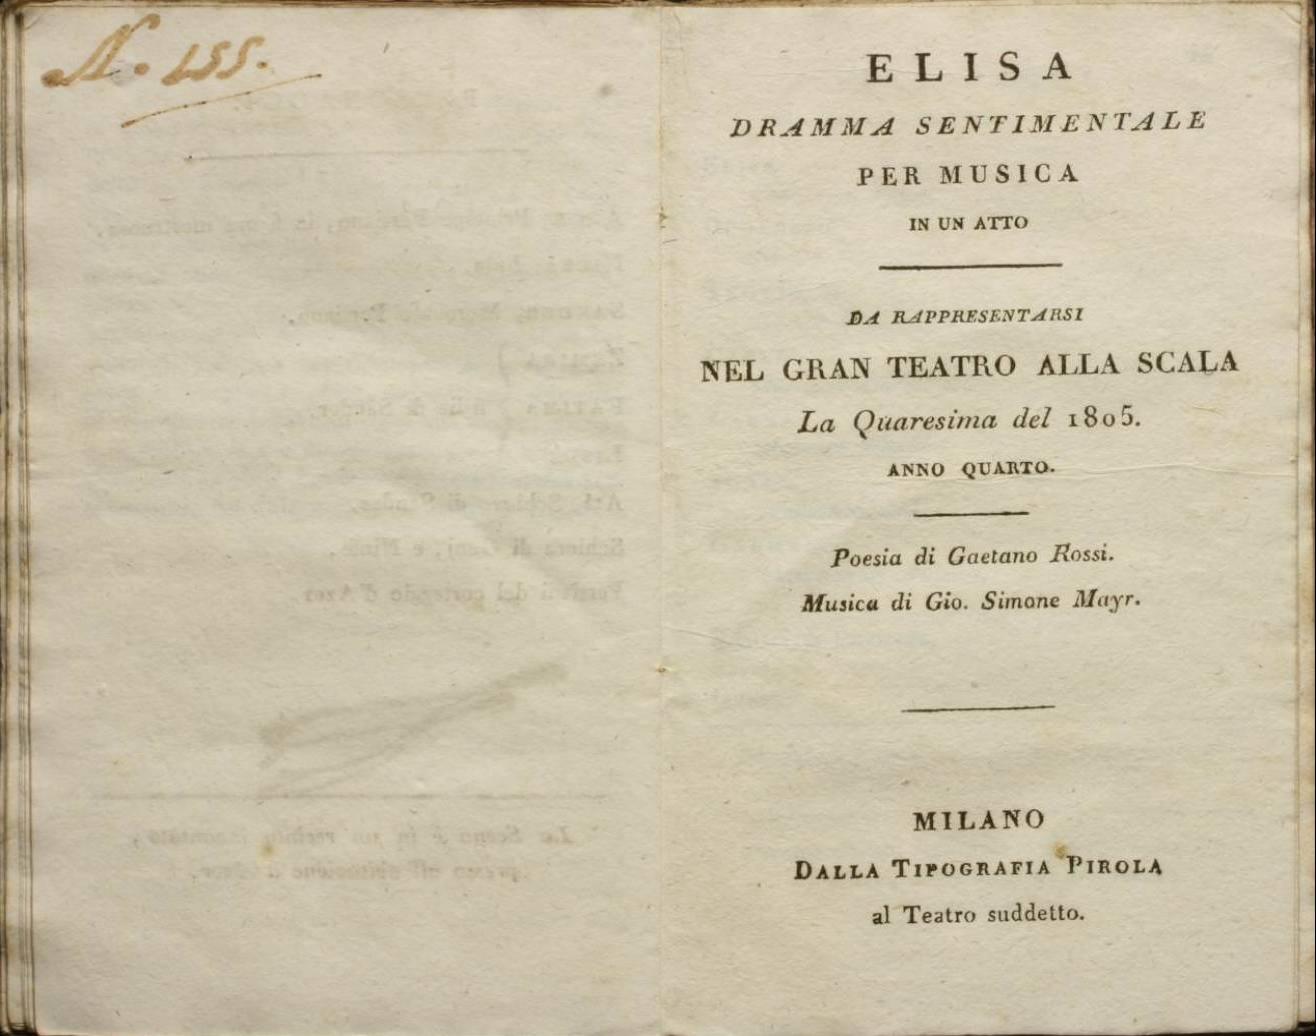 N. 155.
ELISA
DRAMMA SENTIMENTALE
PER MUSICA
IN UN ATTO
DA RAPPRESENTARSI
NEL GRAN TEATRO ALLA SCALA
La Quaresima del 1805.
ANNO QUARTO.
Poesia di Gaetano Rossi.
Musica di Gio. Simone Mayr.
MILANO
DALLA TIPOGRAFIA PIROLA
al Teatro suddetto.